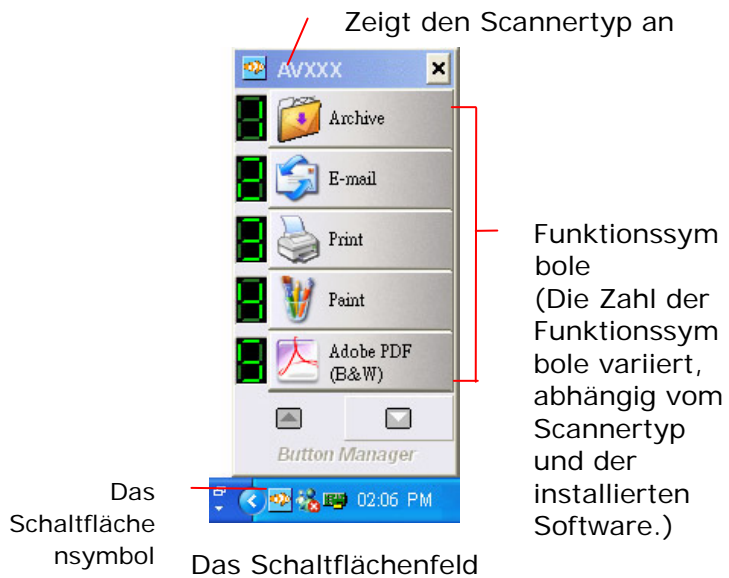 Zeigt den Scannertyp an
AVXXX
Archive
E-mail
Print
Paint
Adobe PDF
(B&W)
Button Manager
02:06 PM
Funktionssym
bole
(Die Zahl der
Funktionssym
bole variiert,
abhängig vom
Scannertyp
und der
installierten
Software.)
Das
Schaltfläche
nsymbol
Das Schaltflächenfeld